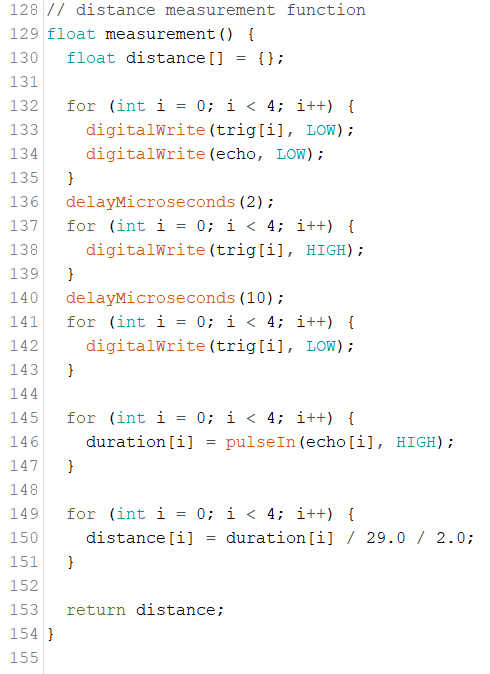 128 // distance measurement function
129 float measurement() {
130   float distance[] = {};
131
132   for (int i = 0; i < 4; i++) {
133     digitalWrite(trig[i], LOW);
134     digitalWrite(echo, LOW);
135   }
136   delayMicroseconds(2);
137   for (int i = 0; i < 4; i++) {
138     digitalWrite(trig[i], HIGH);
139   }
140   delayMicroseconds(10);
141   for (int i = 0; i < 4; i++) {
142     digitalWrite(trig[i], LOW);
143   }
144
145   for (int i = 0; i < 4; i++) {
146     duration[i] = pulseIn(echo[i], HIGH);
147   }
148
149   for (int i = 0; i < 4; i++) {
150     distance[i] = duration[i] / 29.0 / 2.0;
151   }
152
153   return distance;
154 }
155